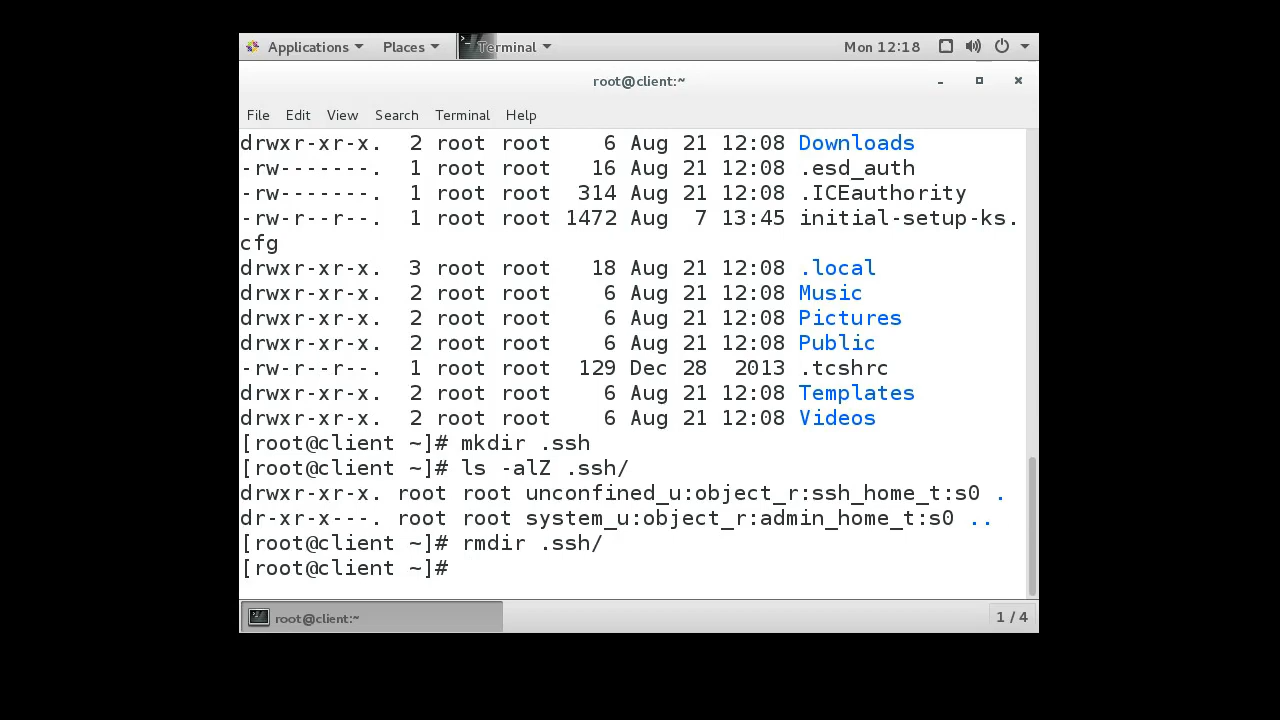 Applications Places Terminal Mon 12:18
root@client:~
File Edit View Search Terminal Help
drwxr-xr-x.  2 root root    6 Aug 21 12:08 Downloads
-rw-------.  1 root root   16 Aug 21 12:08 .esd_auth
-rw-------.  1 root root  314 Aug 21 12:08 .ICEauthority
-rw-r--r--.  1 root root 1472 Aug  7 13:45 initial-setup-ks.
cfg
drwxr-xr-x.  3 root root   18 Aug 21 12:08 .local
drwxr-xr-x.  2 root root    6 Aug 21 12:08 Music
drwxr-xr-x.  2 root root    6 Aug 21 12:08 Pictures
drwxr-xr-x.  2 root root    6 Aug 21 12:08 Public
-rw-r--r--.  1 root root  129 Dec 28  2013 .tcshrc
drwxr-xr-x.  2 root root    6 Aug 21 12:08 Templates
drwxr-xr-x.  2 root root    6 Aug 21 12:08 Videos
[root@client ~]# mkdir .ssh
[root@client ~]# ls -alZ .ssh/
drwxr-xr-x. root root unconfined_u:object_r:ssh_home_t:s0 .
dr-xr-x---. root root system_u:object_r:admin_home_t:s0 ..
[root@client ~]# rmdir .ssh/
[root@client ~]#
root@client:~ 1 / 4